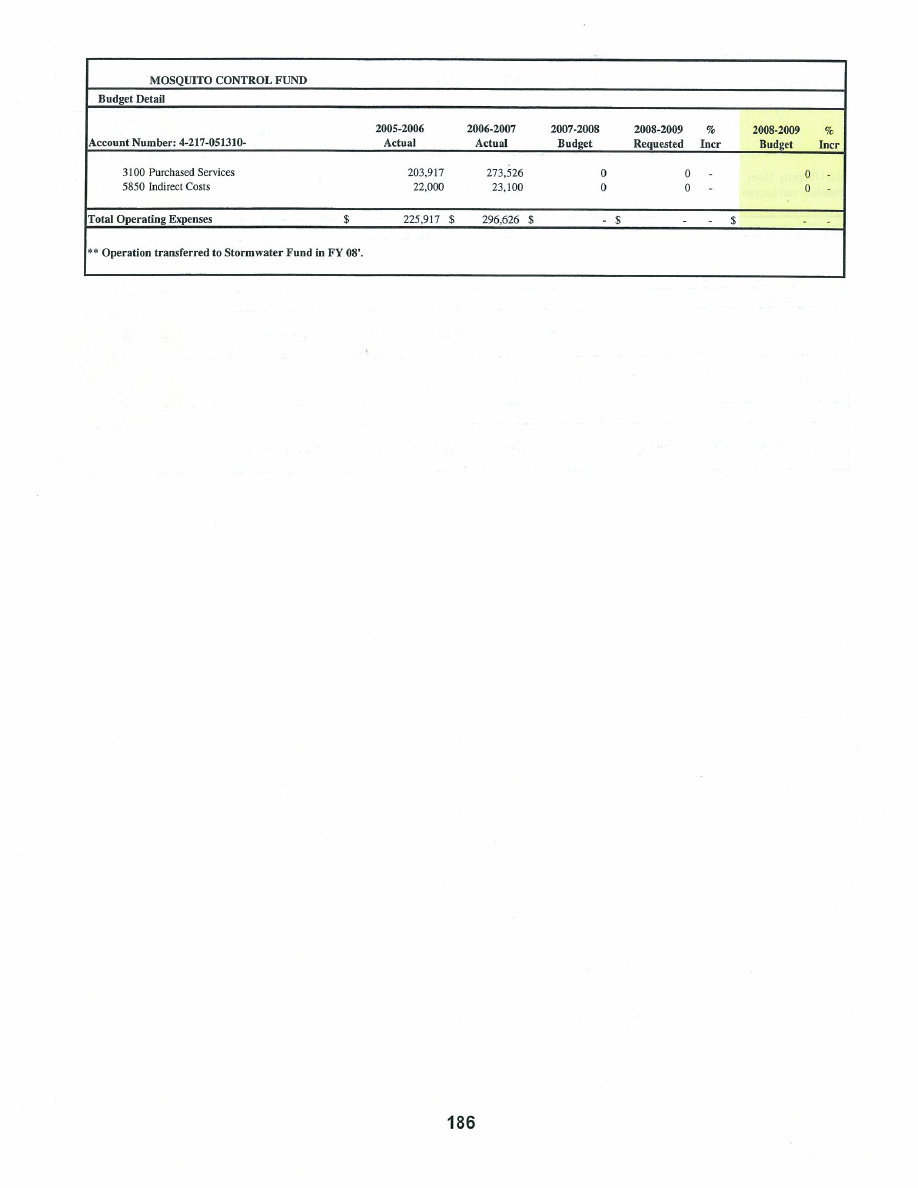 MOSQUITO CONTROL FUND
Budget Detail
2005-2006 2006-2007 2007-2008 2008-2009 % 2008-2009 %
Account Number: 4-217-051310- Actual Actual Budget Requested Incr Budget Incr
3100 Purchased Services 203,917 273,526 0 0 - 0 -
5850 Indirect Costs 22,000 23,100 0 0 - 0 -
Total Operating Expenses $ 225,917 $ 296,626 $ - $ - - $ - -
** Operation transferred to Stormwater Fund in FY 08'.
186